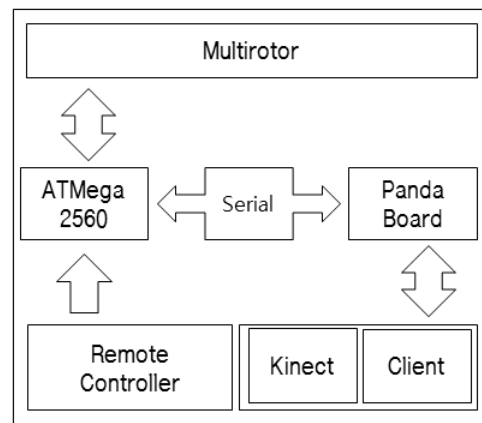 Multirotor
ATMega
2560
Serial
Panda
Board
Remote
Controller
Kinect
Client